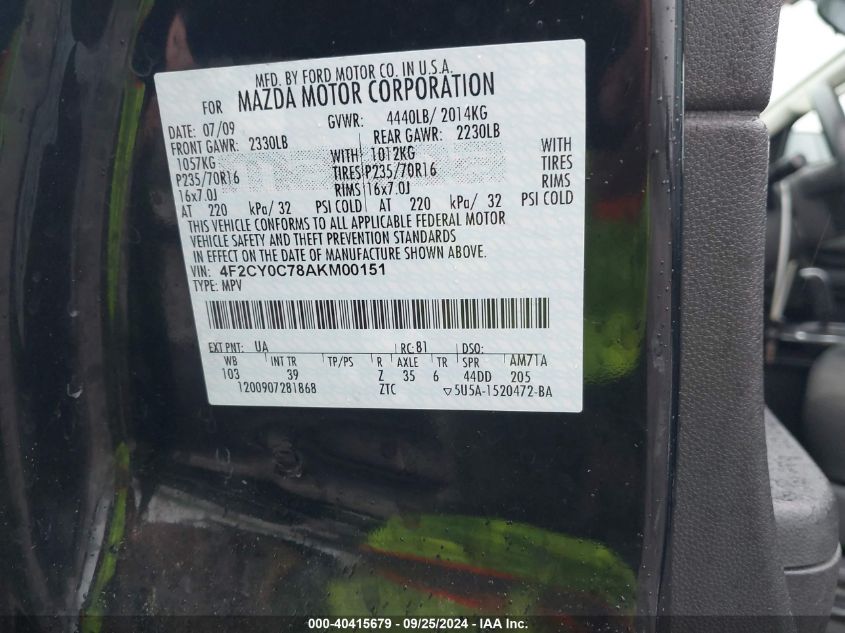 MFD. BY FORD MOTOR CO. IN U.S.A.
FOR MAZDA MOTOR CORPORATION
DATE: 07/09 GVWR: 4440LB/ 2014KG
FRONT GAWR: 2330LB REAR GAWR: 2230LB
1057KG WITH 1012KG WITH
P235/70R16 TIRES P235/70R16 TIRES
16x7.0J RIMS 16x7.0J RIMS
AT 220 kPa/ 32 PSI COLD AT 220 kPa/ 32 PSI COLD
THIS VEHICLE CONFORMS TO ALL APPLICABLE FEDERAL MOTOR
VEHICLE SAFETY AND THEFT PREVENTION STANDARDS
IN EFFECT ON THE DATE OF MANUFACTURE SHOWN ABOVE.
VIN: 4F2CY0C78AKM00151
TYPE: MPV
EXT PNT: UA RC: 81 DSO:
WB INT TR TP/PS R AXLE TR SPR AM71A
103 39 Z 35 6 44DD 205
1200907281868 ZTC ▽5U5A-1520472-BA
000-40415679 - 09/25/2024 - IAA Inc.